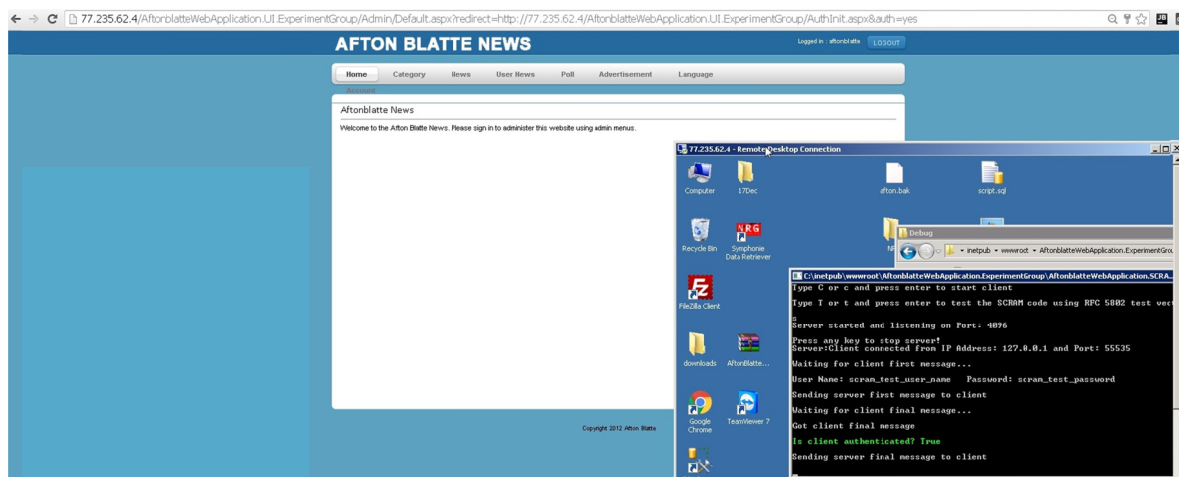 77.235.62.4/AftonblatteWebApplication.UI.ExperimentGroup/Admin/Default.aspx?redirect=http://77.235.62.4/AftonblatteWebApplication.UI.ExperimentGroup/AuthInit.aspx&auth=yes
AFTON BLATTE NEWS
Logged in : aftonblatte
LOGOUT
Home Category News User News Poll Advertisement Language
Account
Aftonblatte News
Welcome to the Afton Blatte News. Please sign in to administer this website using admin menus.
Copyright 2012 Afton Blatte
77.235.62.4 - Remote Desktop Connection
Computer 17Dec afton.bak script.sql
Recycle Bin NRG Symphonie
Data Retriever
Debug
inetpub wwwroot AftonblatteWebApplication.ExperimentGrou
FileZilla Client
downloads AftonBlatte...
Google
Chrome
TeamViewer 7
C:\inetpub\wwwroot\AftonblatteWebApplication.ExperimentGroup\AftonblatteWebApplication.SCRA...
Type C or c and press enter to start client
Type T or t and press enter to test the SCRAM code using RFC 5802 test vect
s
Server started and listening on Port: 4096
Press any key to stop server!
Server:Client connected from IP Address: 127.0.0.1 and Port: 55535
Waiting for client first message...
User Name: scram_test_user_name Password: scram_test_password
Sending server first message to client
Waiting for client final message...
Got client final message
Is client authenticated? True
Sending server final message to client